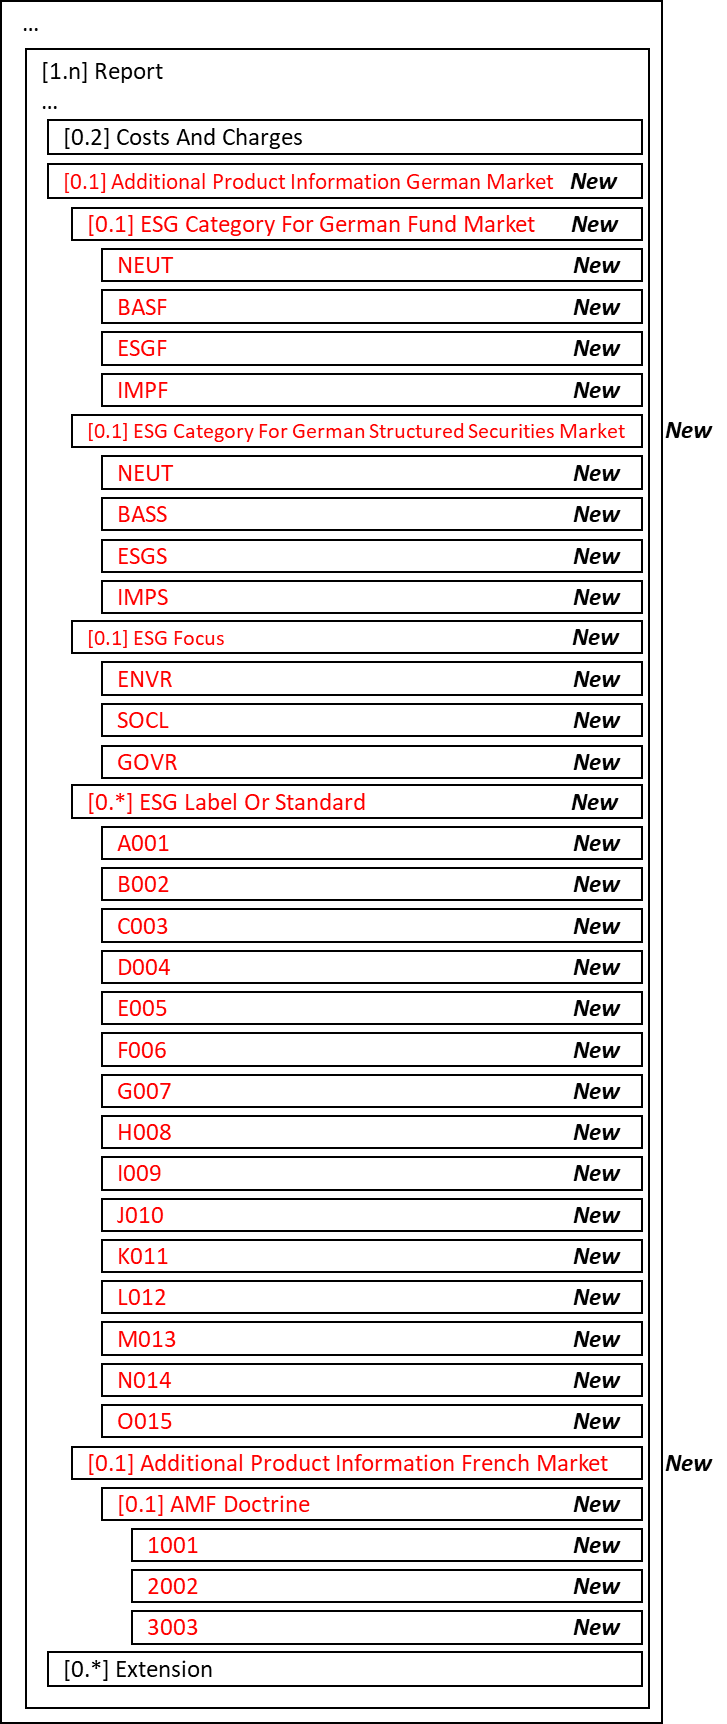 ...
[1.n] Report
...
[0.2] Costs And Charges
[0.1] Additional Product Information German Market New
[0.1] ESG Category For German Fund Market New
NEUT New
BASF New
ESGF New
IMPF New
[0.1] ESG Category For German Structured Securities Market New
NEUT New
BASS New
ESGS New
IMPS New
[0.1] ESG Focus New
ENVR New
SOCL New
GOVR New
[0.*] ESG Label Or Standard New
A001 New
B002 New
C003 New
D004 New
E005 New
F006 New
G007 New
H008 New
I009 New
J010 New
K011 New
L012 New
M013 New
N014 New
O015 New
[0.1] Additional Product Information French Market New
[0.1] AMF Doctrine New
1001 New
2002 New
3003 New
[0.*] Extension